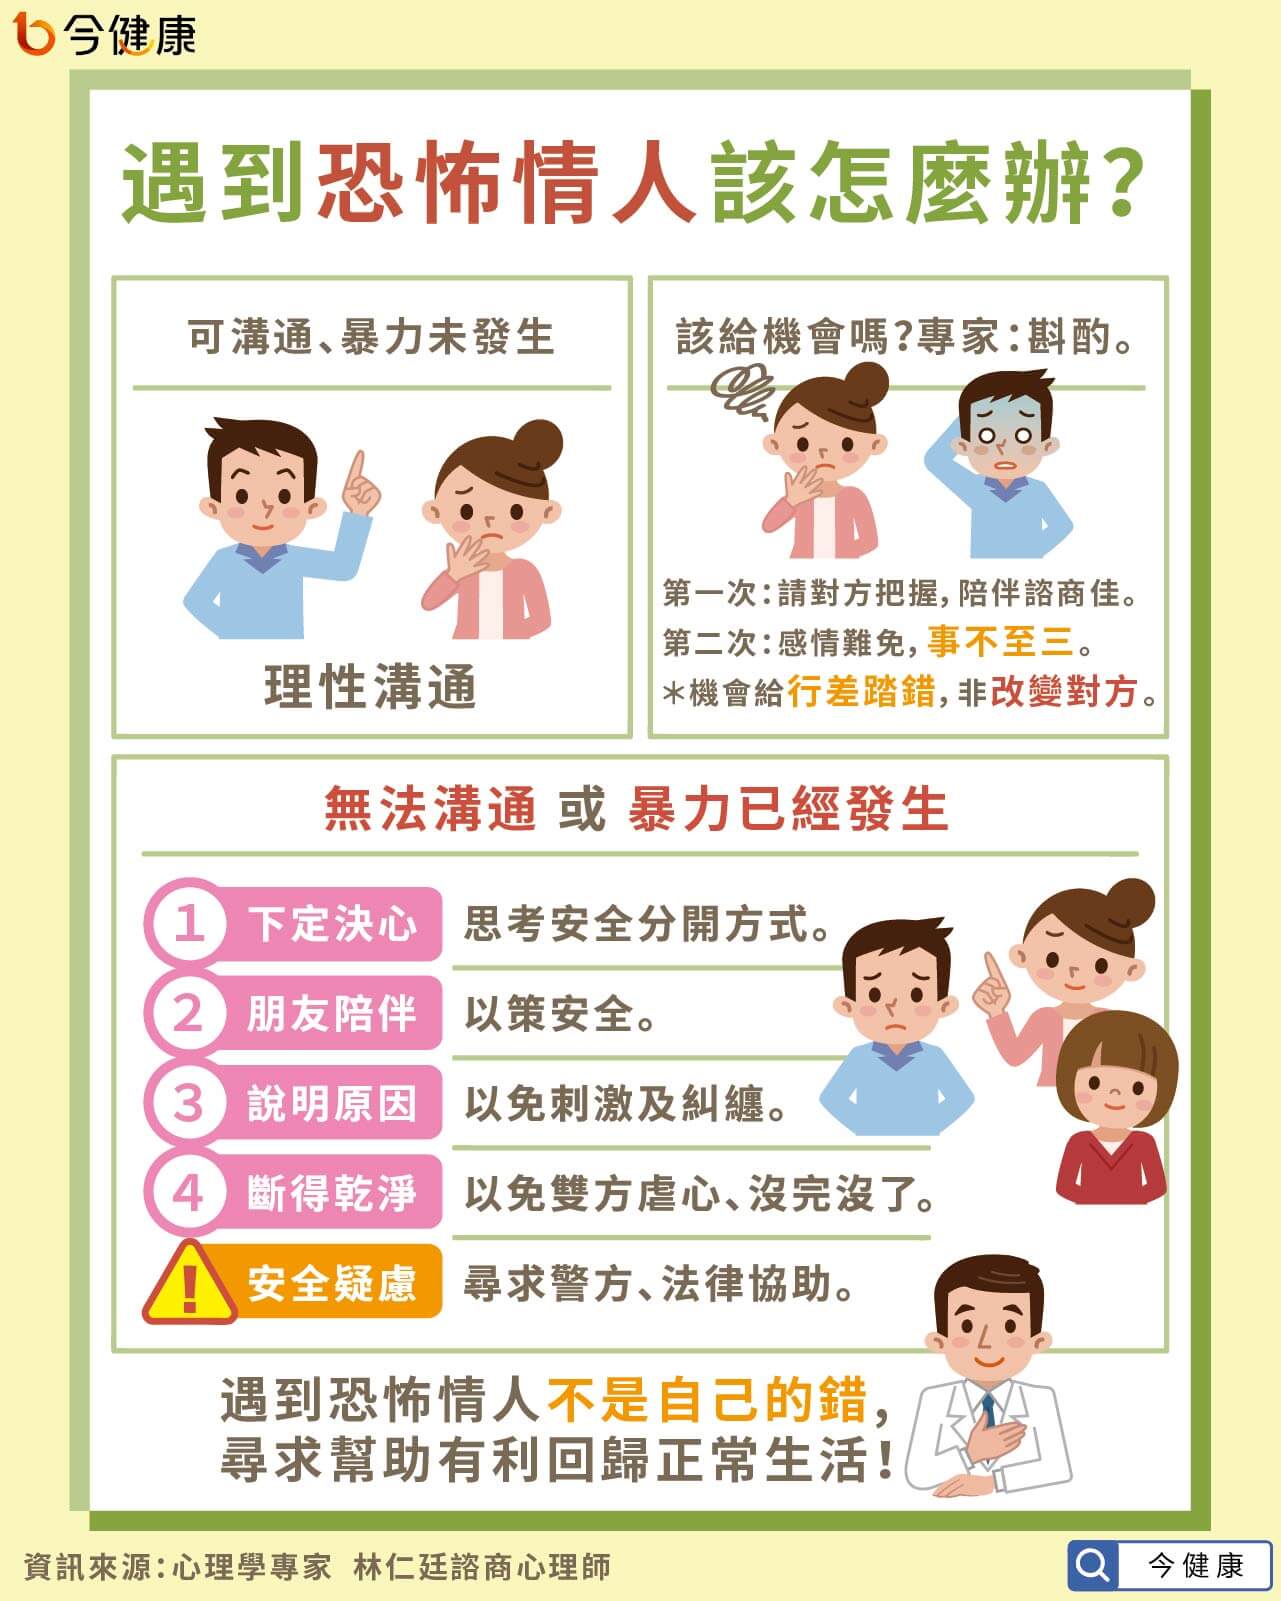 今健康
遇到恐怖情人該怎麼辦?
可溝通、暴力未發生
理性溝通
該給機會嗎?專家:斟酌。
第一次:請對方把握,陪伴諮商佳。
第二次:感情難免,事不至三。
*機會給行差踏錯,非改變對方。
無法溝通 或 暴力已經發生
1 下定決心 思考安全分開方式。
2 朋友陪伴 以策安全。
3 說明原因 以免刺激及糾纏。
4 斷得乾淨 以免雙方虐心、沒完沒了。
! 安全疑慮 尋求警方、法律協助。
遇到恐怖情人不是自己的錯,
尋求幫助有利回歸正常生活!
資訊來源:心理學專家 林仁廷諮商心理師
今健康